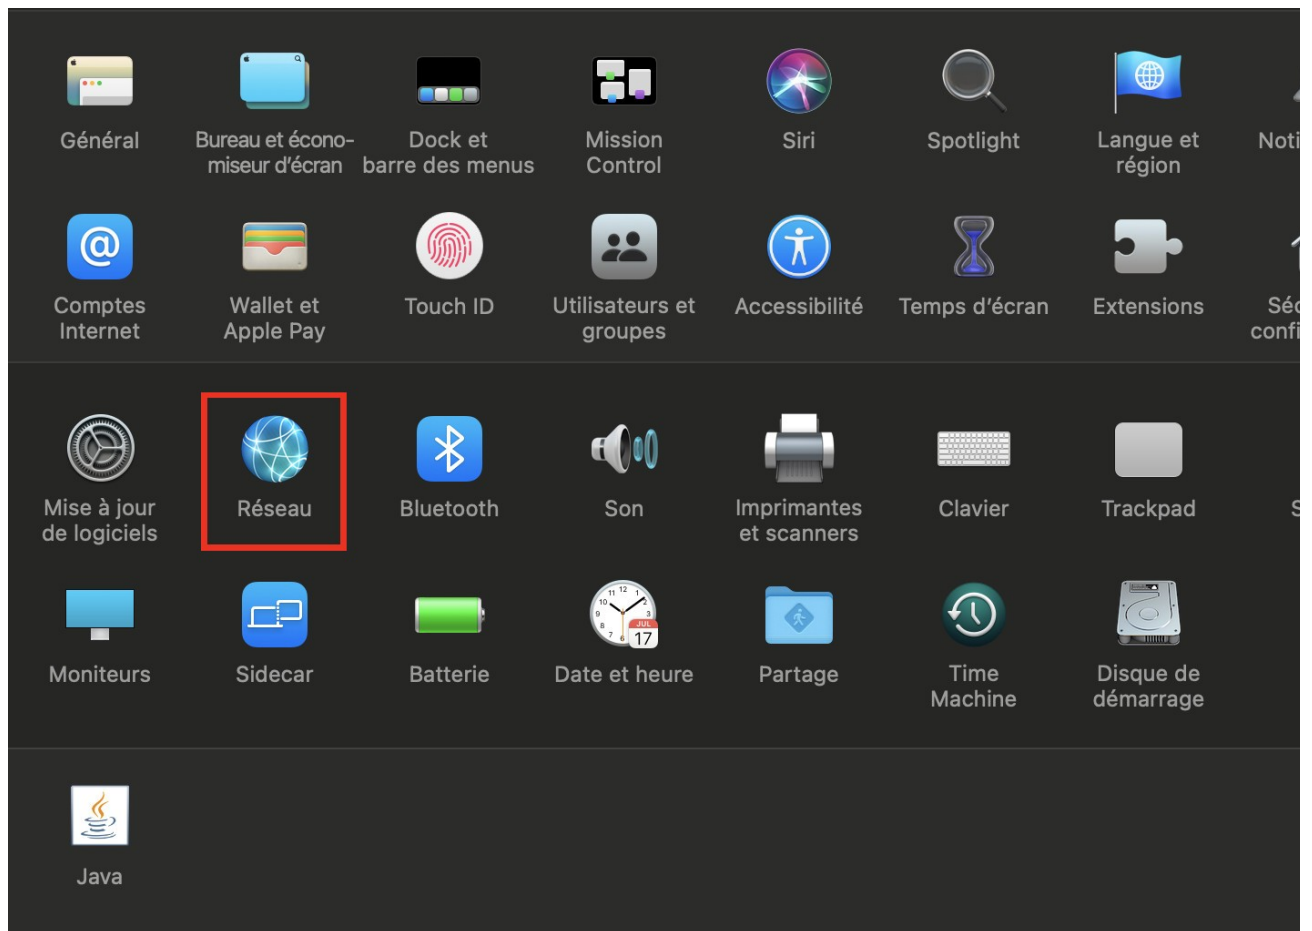 Général
Bureau et écono-
miseur d'écran
Dock et
barre des menus
Mission
Control
Siri
Spotlight
Langue et
région
Comptes
Internet
Wallet et
Apple Pay
Touch ID
Utilisateurs et
groupes
Accessibilité
Temps d'écran
Extensions
Mise à jour
de logiciels
Réseau
Bluetooth
Son
Imprimantes
et scanners
Clavier
Trackpad
Moniteurs
Sidecar
Batterie
JUL
17
Date et heure
Partage
Time
Machine
Disque de
démarrage
Java